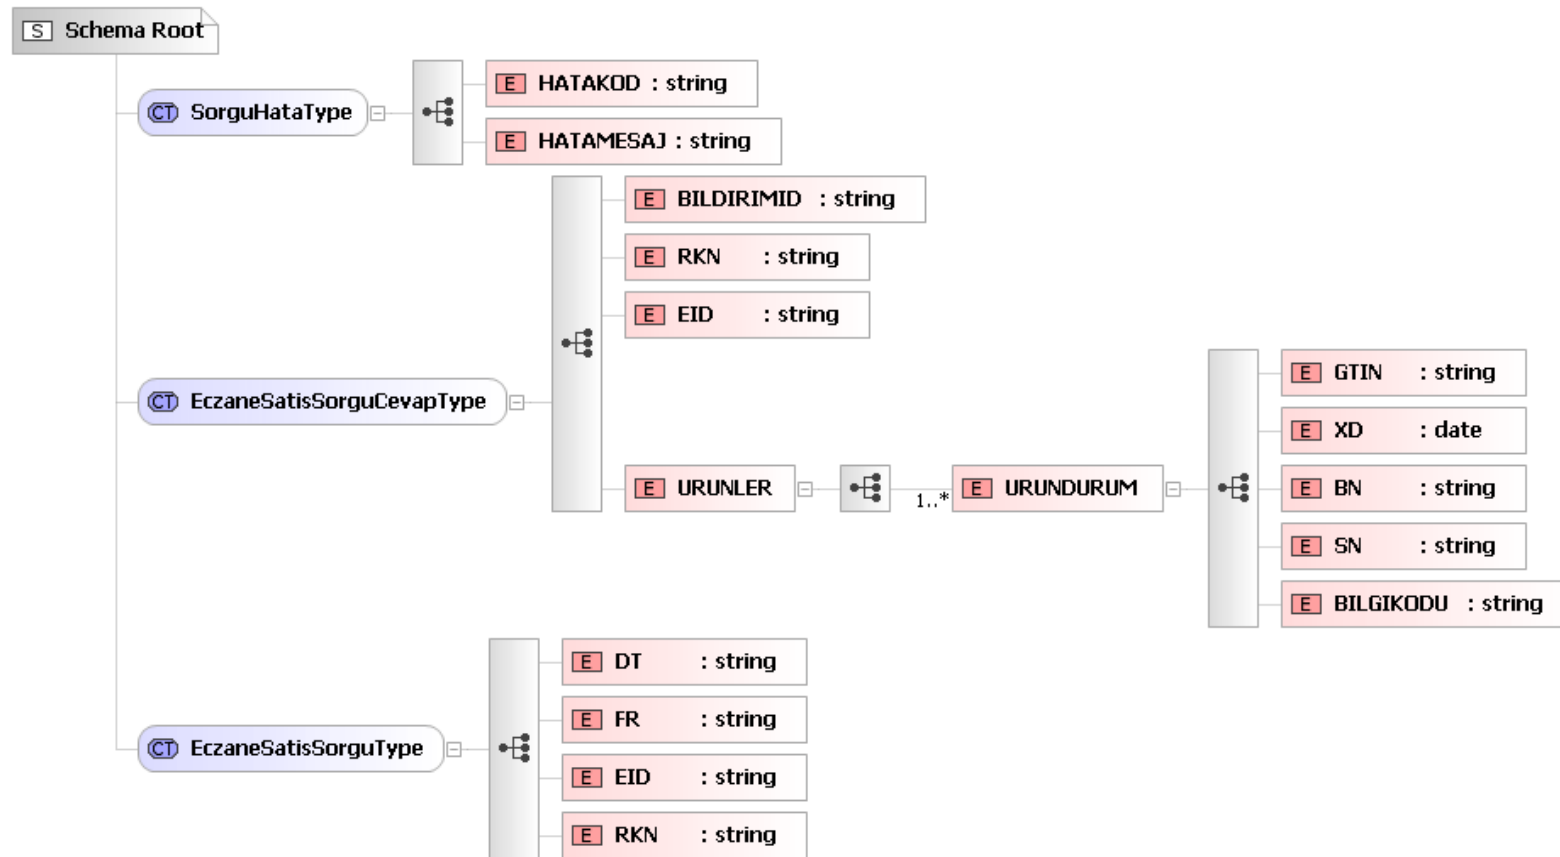 S Schema Root
CT SorguHataType
E HATAKOD : string
E HATAMESAJ : string
CT EczaneSatisSorguCevapType
E BILDIRIMID : string
E RKN : string
E EID : string
E URUNLER
1..*
E URUNDURUM
E GTIN : string
E XD : date
E BN : string
E SN : string
E BILGIKODU : string
CT EczaneSatisSorguType
E DT : string
E FR : string
E EID : string
E RKN : string